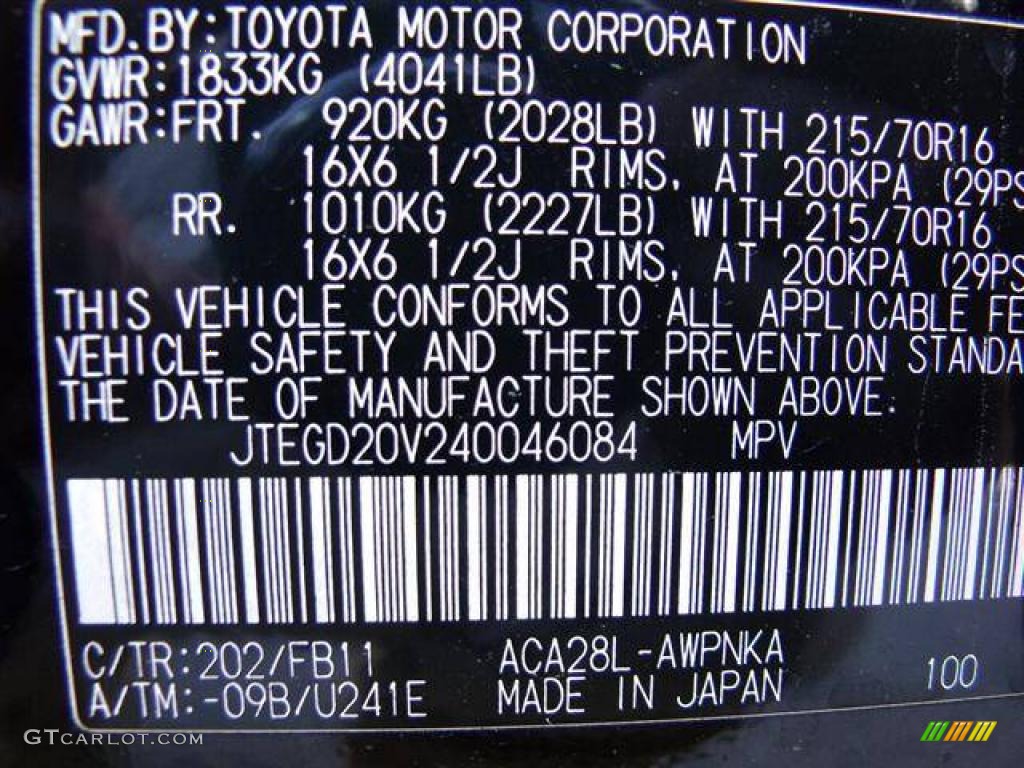 MFD.BY:TOYOTA MOTOR CORPORATION
GVWR:1833KG (4041LB)
GAWR:FRT. 920KG (2028LB) WITH 215/70R16
16X6 1/2J RIMS, AT 200KPA (29PS
RR. 1010KG (2227LB) WITH 215/70R16
16X6 1/2J RIMS, AT 200KPA (29PS
THIS VEHICLE CONFORMS TO ALL APPLICABLE FE
VEHICLE SAFETY AND THEFT PREVENTION STANDA
THE DATE OF MANUFACTURE SHOWN ABOVE.
JTEGD20V240046084 MPV
C/TR:202/FB11 ACA28L-AWPNKA
A/TM:-09B/U241E MADE IN JAPAN 100
GTCARLOT.COM